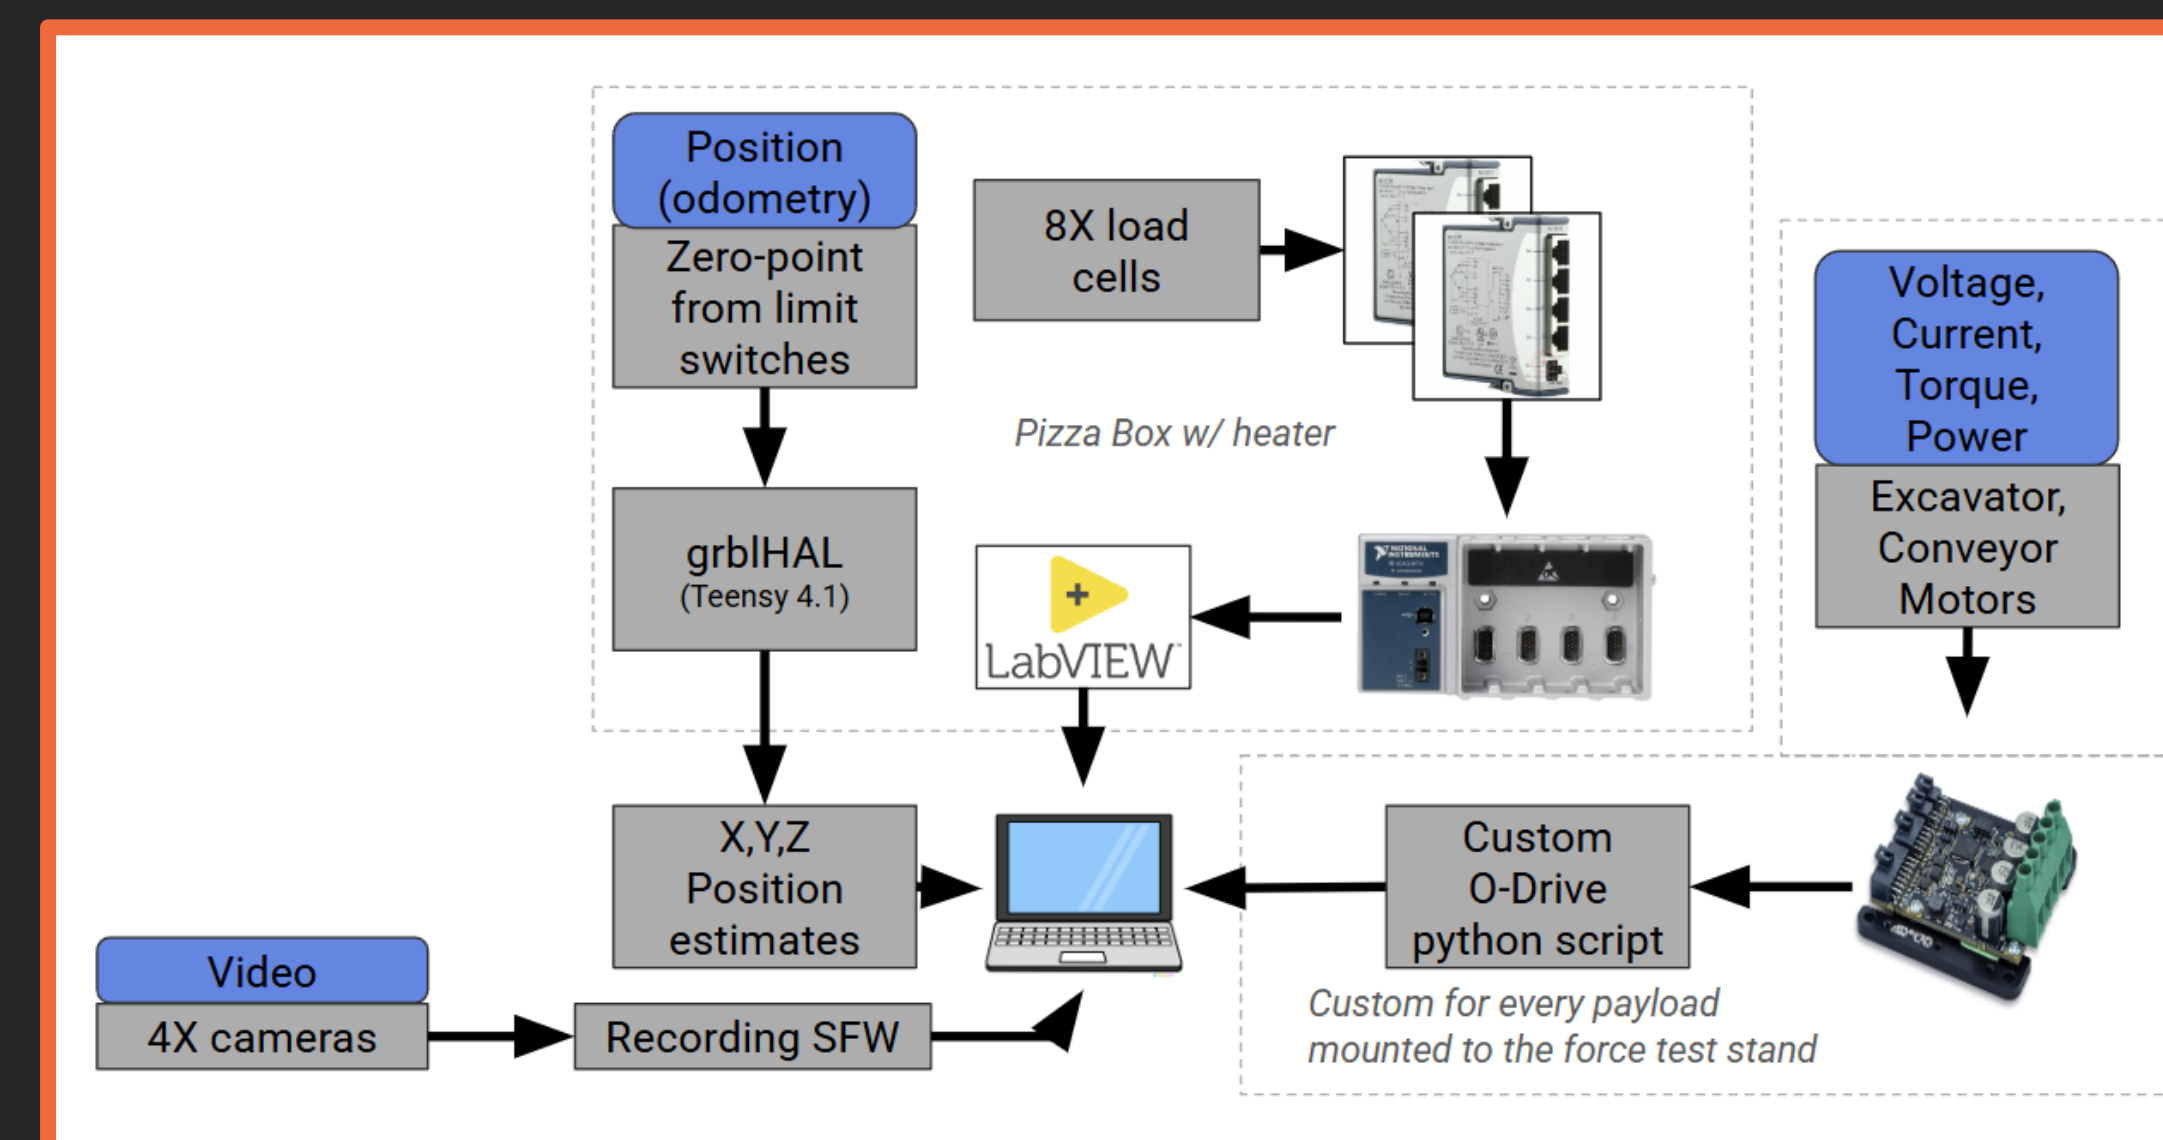 Position
(odometry)
Zero-point
from limit
switches
8X load
cells
Pizza Box w/ heater
grblHAL
(Teensy 4.1)
LabVIEW
NATIONAL
INSTRUMENTS
Voltage,
Current,
Torque,
Power
Excavator,
Conveyor
Motors
X,Y,Z
Position
estimates
Custom
O-Drive
python script
Custom for every payload
mounted to the force test stand
Video
4X cameras
Recording SFW